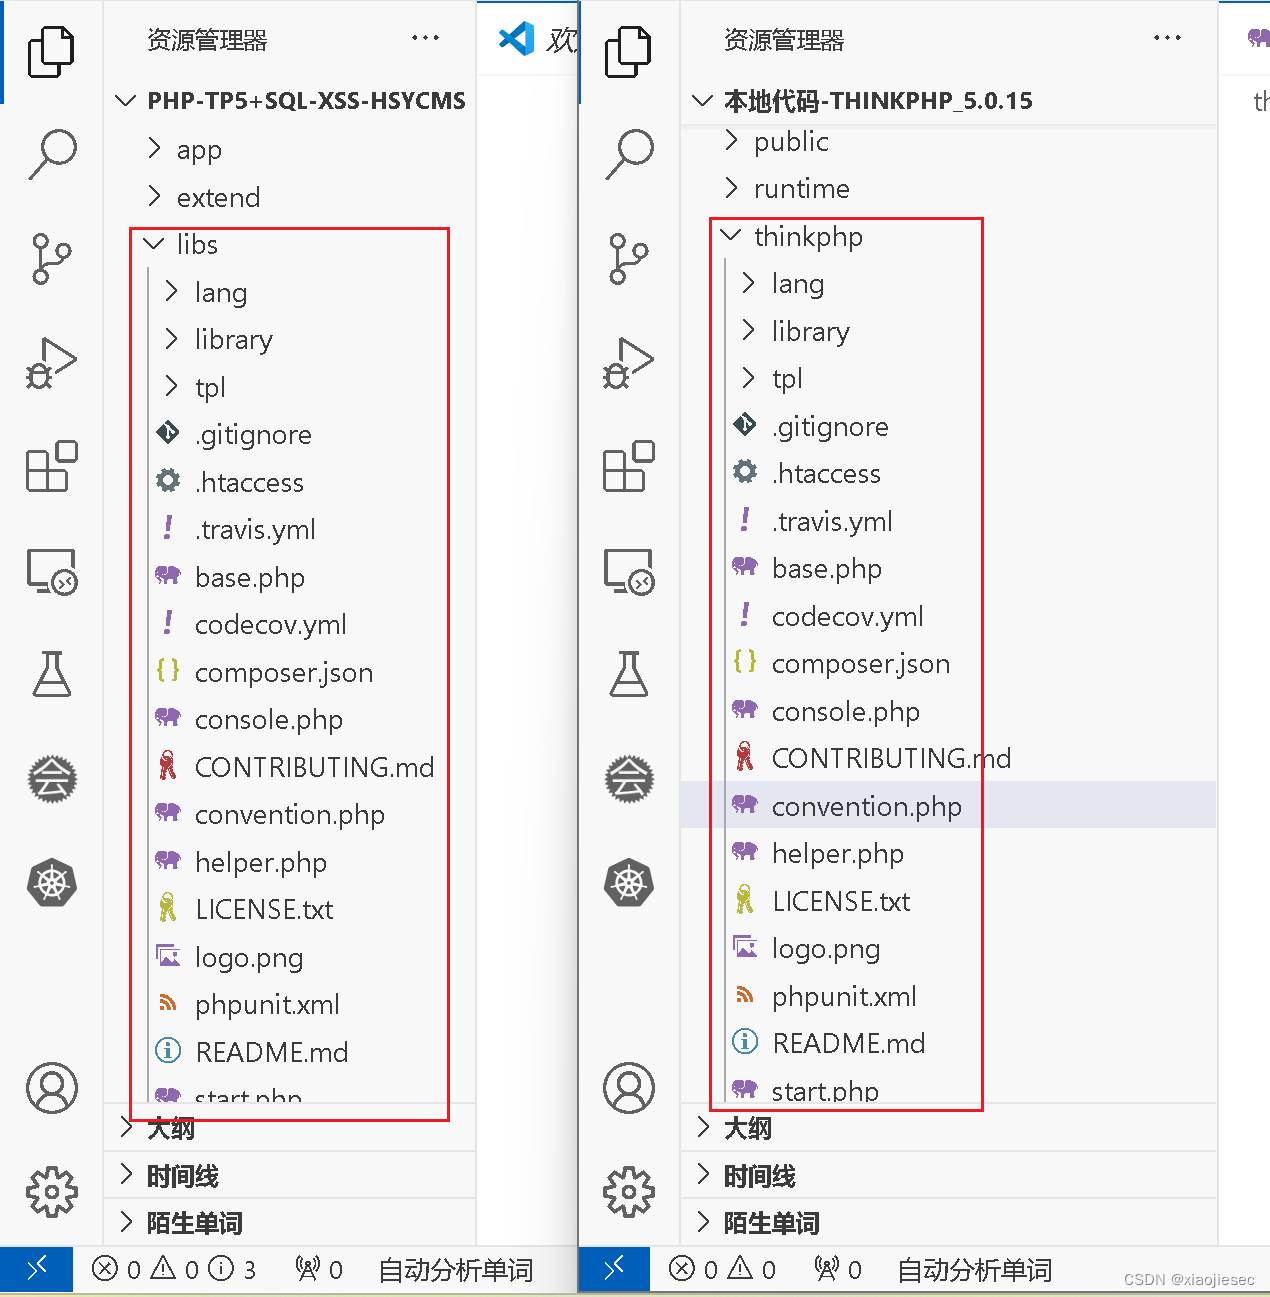 资源管理器
PHP-TP5+SQL-XSS-HSYCMS
app
extend
libs
lang
library
tpl
.gitignore
.htaccess
.travis.yml
base.php
codecov.yml
composer.json
console.php
CONTRIBUTING.md
convention.php
helper.php
LICENSE.txt
logo.png
phpunit.xml
README.md
start.php
大纲
时间线
陌生单词
0 0 3 0 自动分析单词
欢
资源管理器
本地代码-THINKPHP_5.0.15
public
runtime
thinkphp
lang
library
tpl
.gitignore
.htaccess
.travis.yml
base.php
codecov.yml
composer.json
console.php
CONTRIBUTING.md
convention.php
helper.php
LICENSE.txt
logo.png
phpunit.xml
README.md
start.php
大纲
时间线
陌生单词
0 0 0 自动分析单词
th
CSDN @xiaojiesec